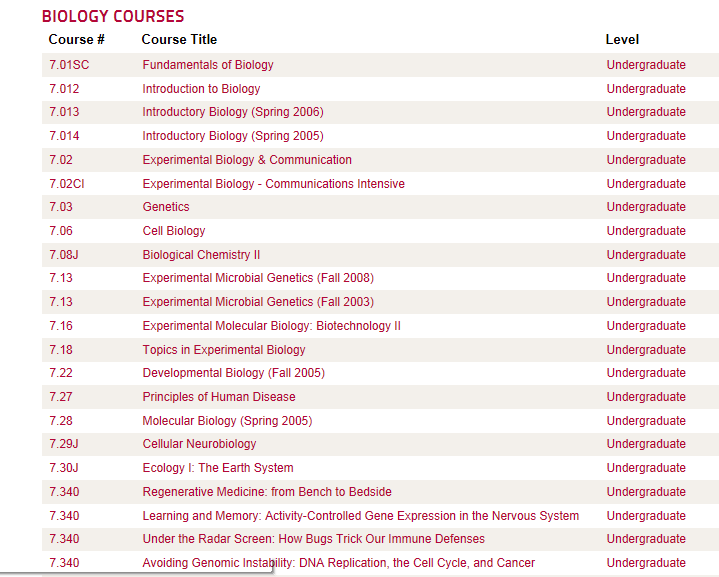 BIOLOGY COURSES
Course # Course Title Level
7.01SC Fundamentals of Biology Undergraduate
7.012 Introduction to Biology Undergraduate
7.013 Introductory Biology (Spring 2006) Undergraduate
7.014 Introductory Biology (Spring 2005) Undergraduate
7.02 Experimental Biology & Communication Undergraduate
7.02CI Experimental Biology - Communications Intensive Undergraduate
7.03 Genetics Undergraduate
7.06 Cell Biology Undergraduate
7.08J Biological Chemistry II Undergraduate
7.13 Experimental Microbial Genetics (Fall 2008) Undergraduate
7.13 Experimental Microbial Genetics (Fall 2003) Undergraduate
7.16 Experimental Molecular Biology: Biotechnology II Undergraduate
7.18 Topics in Experimental Biology Undergraduate
7.22 Developmental Biology (Fall 2005) Undergraduate
7.27 Principles of Human Disease Undergraduate
7.28 Molecular Biology (Spring 2005) Undergraduate
7.29J Cellular Neurobiology Undergraduate
7.30J Ecology I: The Earth System Undergraduate
7.340 Regenerative Medicine: from Bench to Bedside Undergraduate
7.340 Learning and Memory: Activity-Controlled Gene Expression in the Nervous System Undergraduate
7.340 Under the Radar Screen: How Bugs Trick Our Immune Defenses Undergraduate
7.340 Avoiding Genomic Instability: DNA Replication, the Cell Cycle, and Cancer Undergraduate